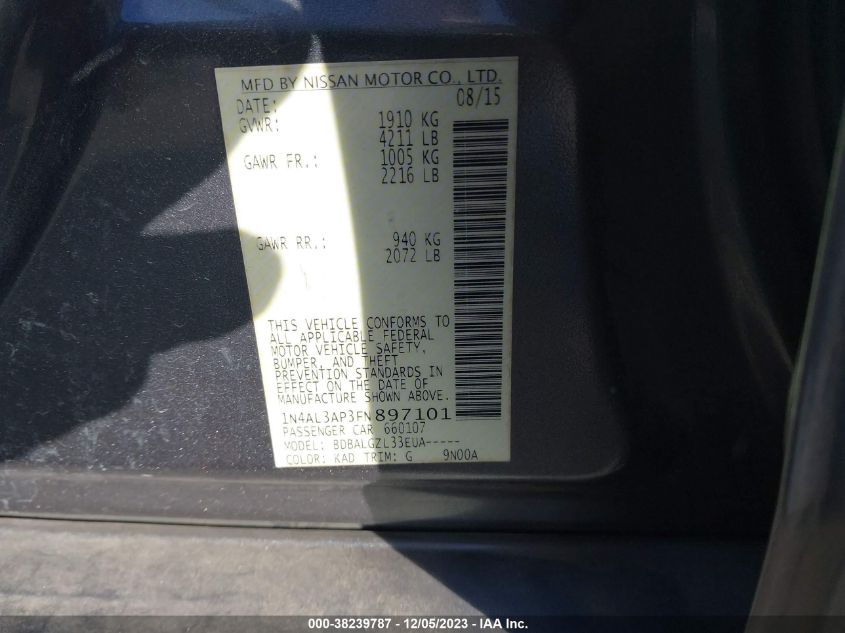 MFD BY NISSAN MOTOR CO., LTD.
DATE: 08/15
GVWR: 1910 KG
4211 LB
GAWR FR.: 1005 KG
2216 LB
GAWR RR.: 940 KG
2072 LB
THIS VEHICLE CONFORMS TO
ALL APPLICABLE FEDERAL
MOTOR VEHICLE SAFETY,
BUMPER, AND THEFT
PREVENTION STANDARDS IN
EFFECT ON THE DATE OF
MANUFACTURE SHOWN ABOVE.
1N4AL3AP3FN897101
PASSENGER CAR 660107
MODEL: BDBALGZL33EUA-----
COLOR: KAD TRIM: G 9N00A
000-38239787 - 12/05/2023 - IAA Inc.